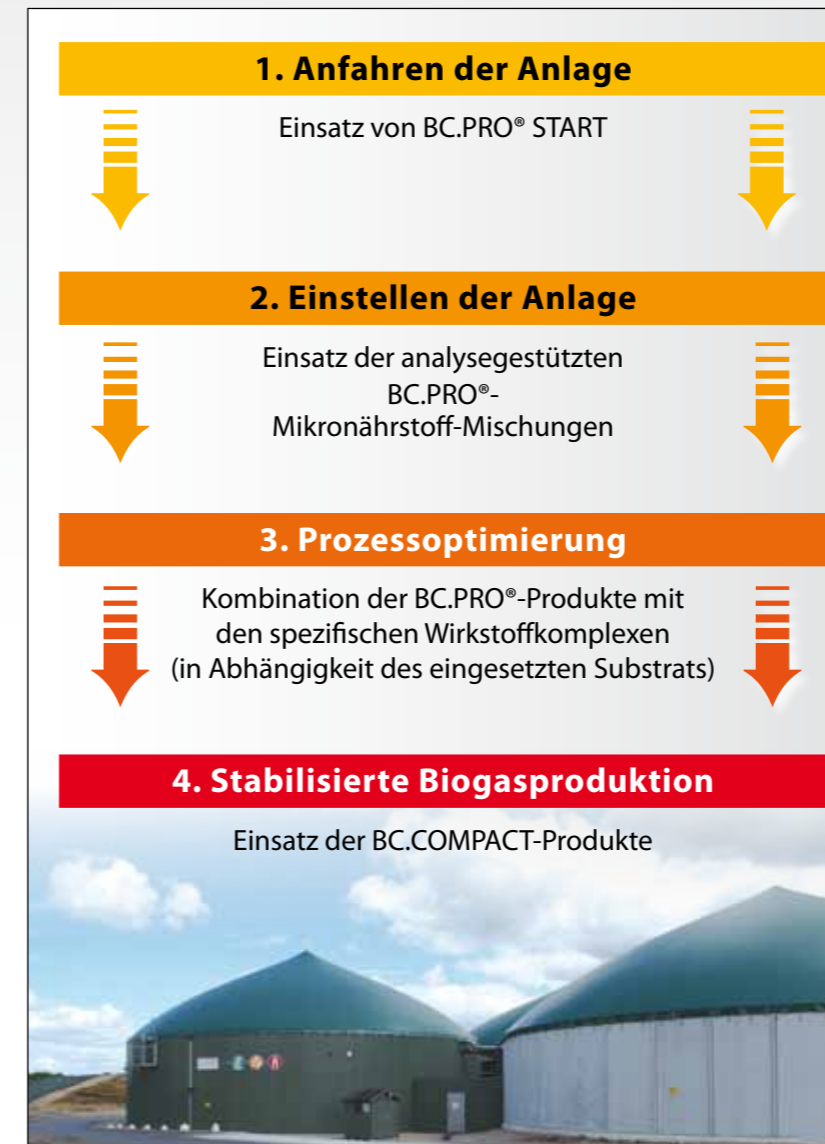 1. Anfahren der Anlage
Einsatz von BC.PRO® START
2. Einstellen der Anlage
Einsatz der analysegestützten
BC.PRO®-
Mikronährstoff-Mischungen
3. Prozessoptimierung
Kombination der BC.PRO®-Produkte mit
den spezifischen Wirkstoffkomplexen
(in Abhängigkeit des eingesetzten Substrats)
4. Stabilisierte Biogasproduktion
Einsatz der BC.COMPACT-Produkte